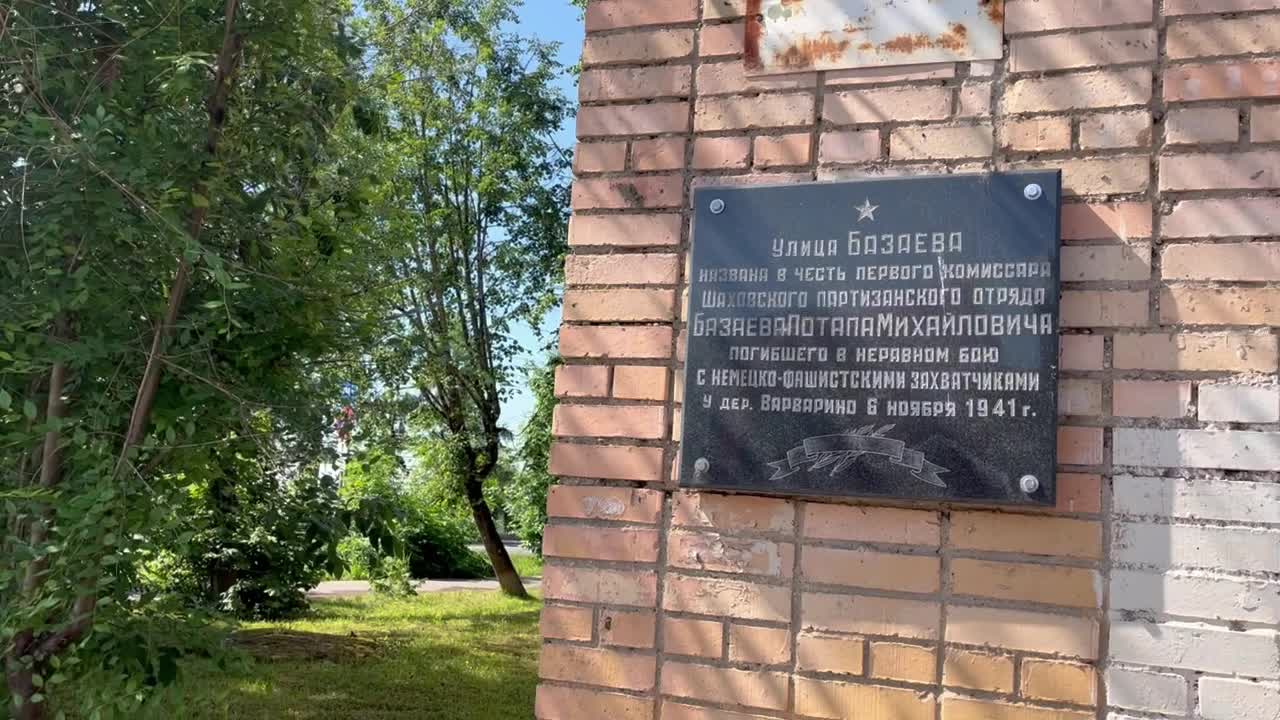 Улица БАЗАЕВА
НАЗВАНА В ЧЕСТЬ ПЕРВОГО КОМИССАРА
ШАХОВСКОГО ПАРТИЗАНСКОГО ОТРЯДА
БАЗАЕВА ПОТАПА МИХАЙЛОВИЧА
ПОГИБШЕГО В НЕРАВНОМ БОЮ
С НЕМЕЦКО-ФАШИСТСКИМИ ЗАХВАТЧИКАМИ
У ДЕР. ВАРВАРИНО 6 НОЯБРЯ 1941 г.